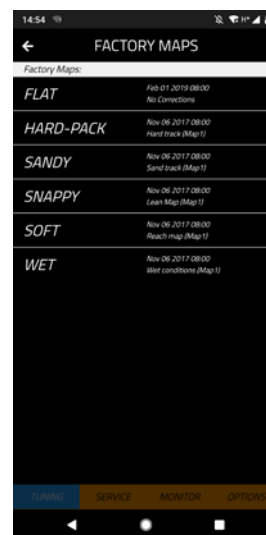 14:54 H+
FACTORY MAPS
Factory Maps:
FLAT
Feb 01 2019 08:00
No Corrections
HARD-PACK
Nov 06 2017 08:00
Hard track (Map1)
SANDY
Nov 06 2017 08:00
Sand track (Map1)
SNAPPY
Nov 06 2017 08:00
Lean Map (Map1)
SOFT
Nov 06 2017 08:00
Reach map (Map1)
WET
Nov 06 2017 08:00
Wet conditions (Map1)
TUNING SERVICE MONITOR OPTIONS